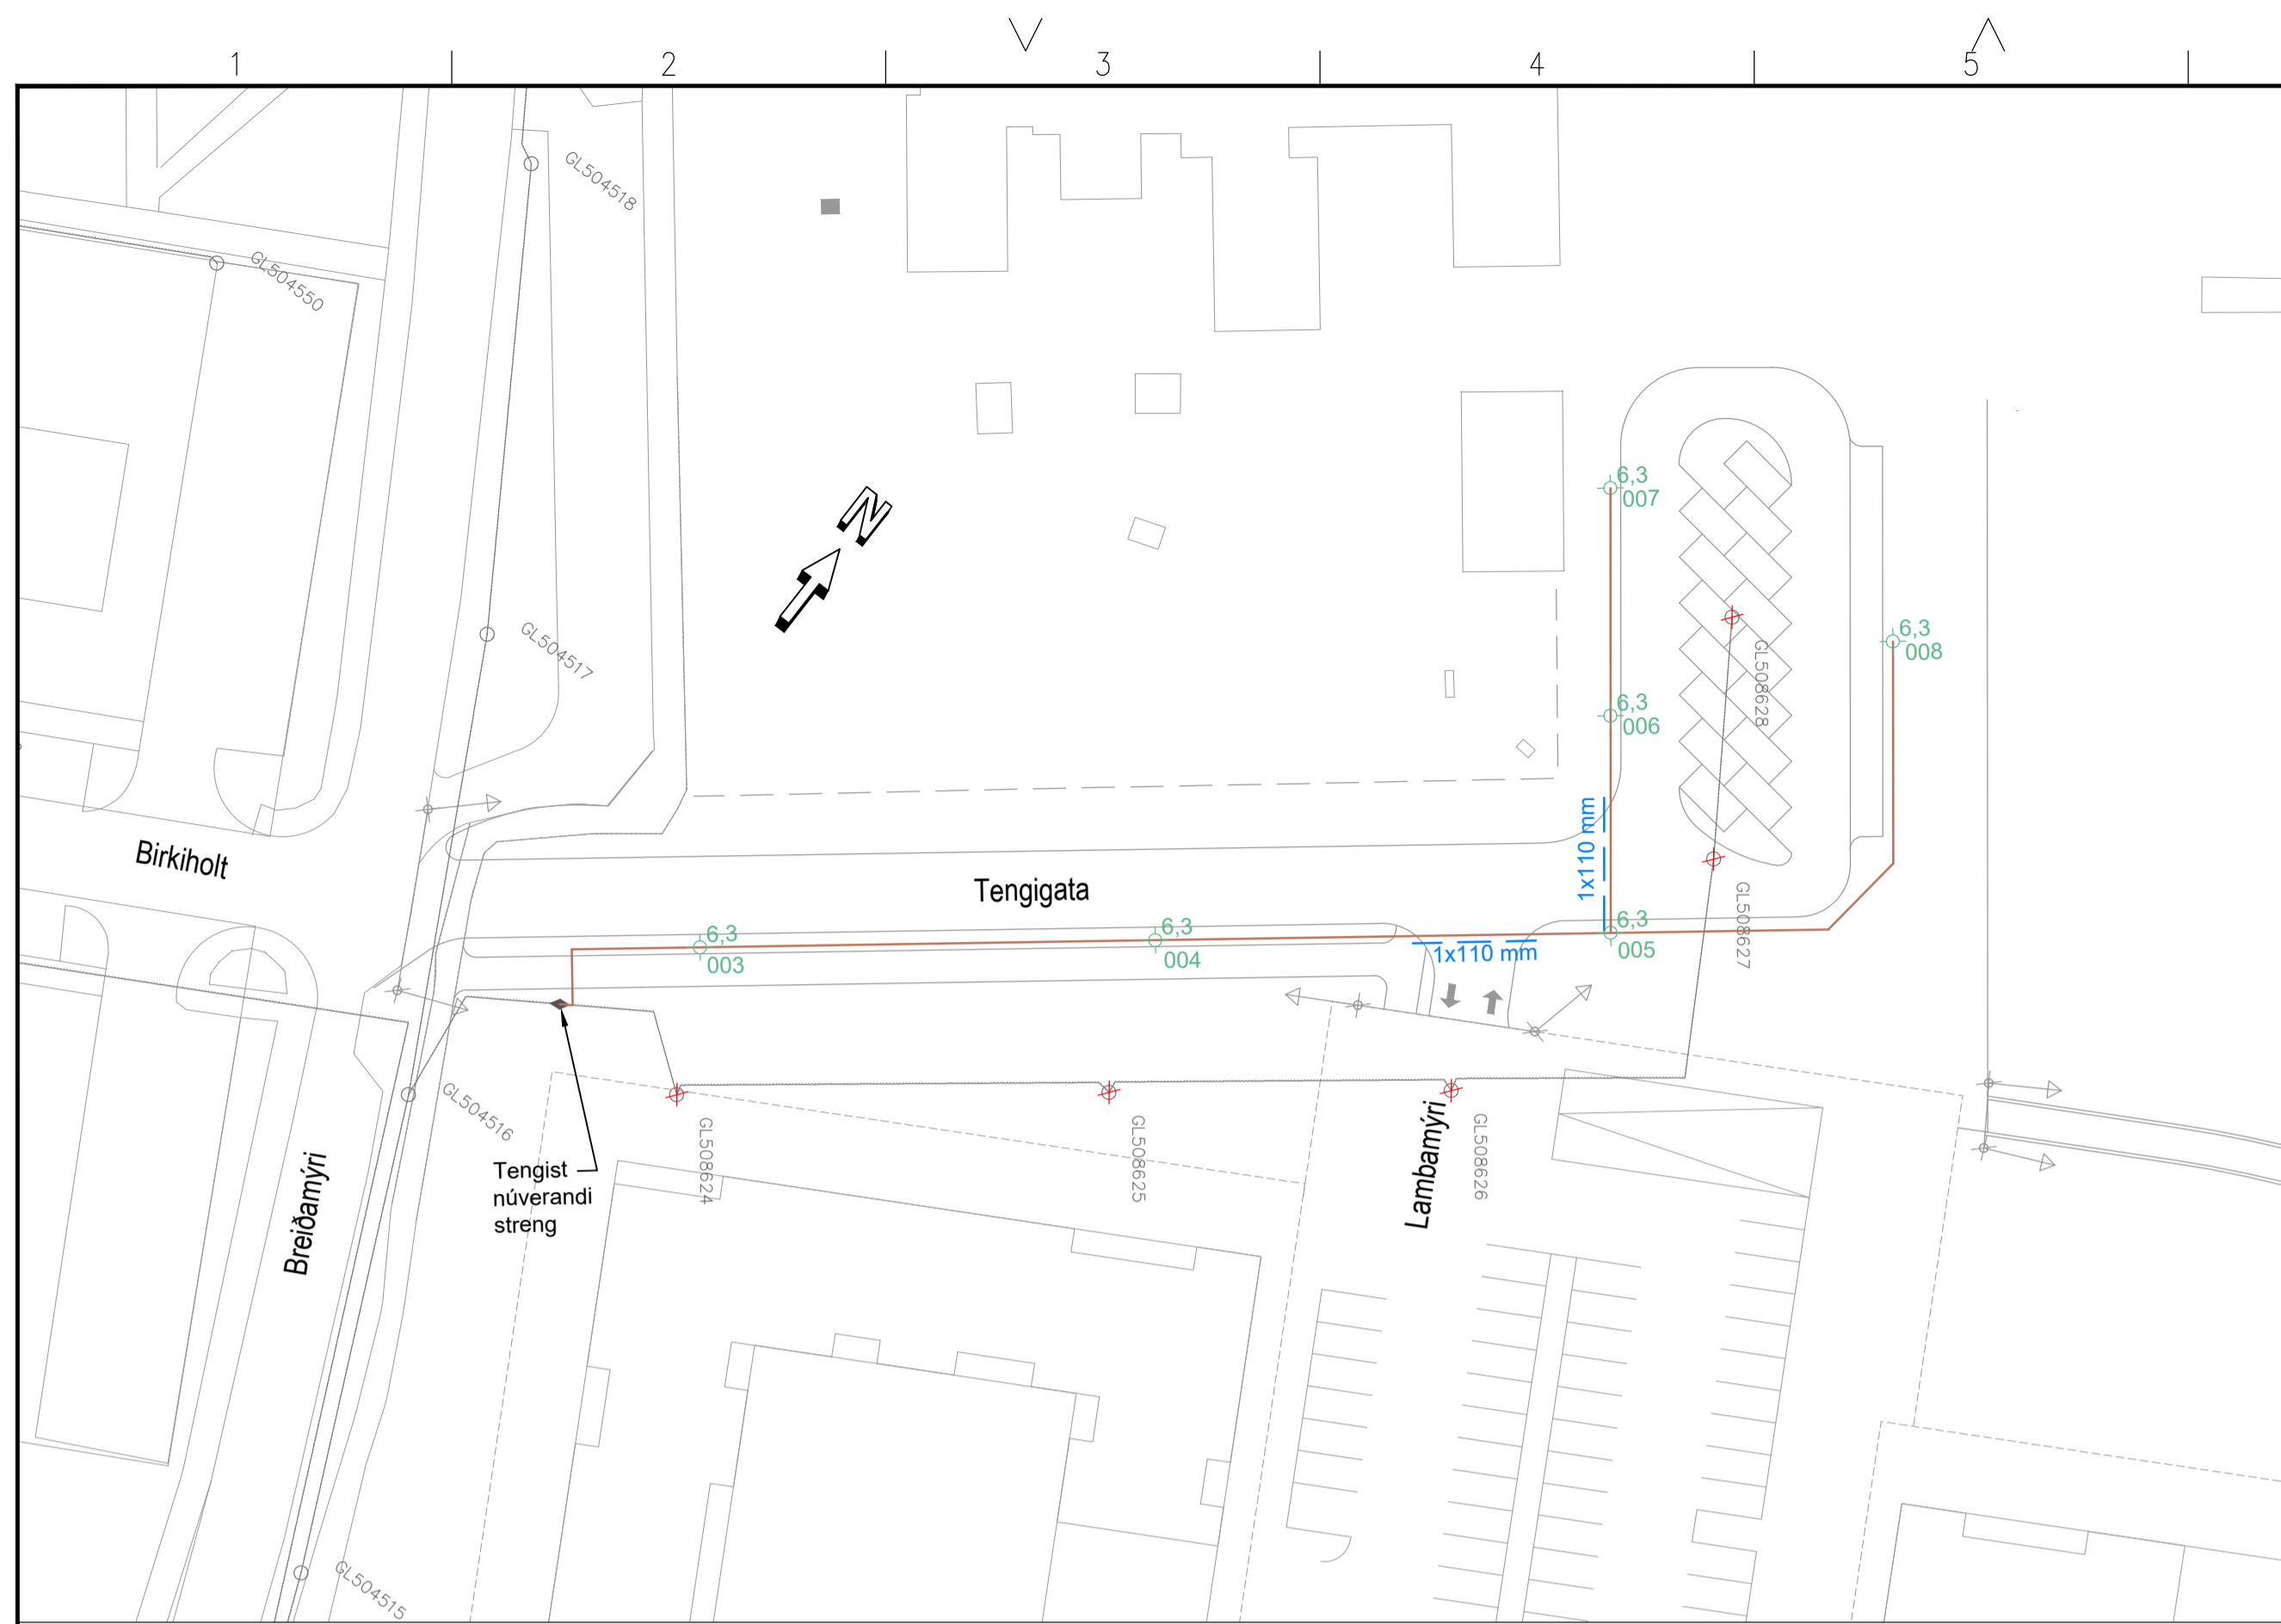 1
2
3
4
5
GL504518
GL504550
N
6,3
007
GL504517
6,3
008
GL508628
6,3
006
1x110 mm
Birkiholt
Tengigata
GL508627
6,3
003
6,3
004
6,3
005
1x110 mm
GL504516
GL508624
GL508625
Lambamýri
GL508626
Tengist
núverandi
streng
Breiðamýri
GL504515